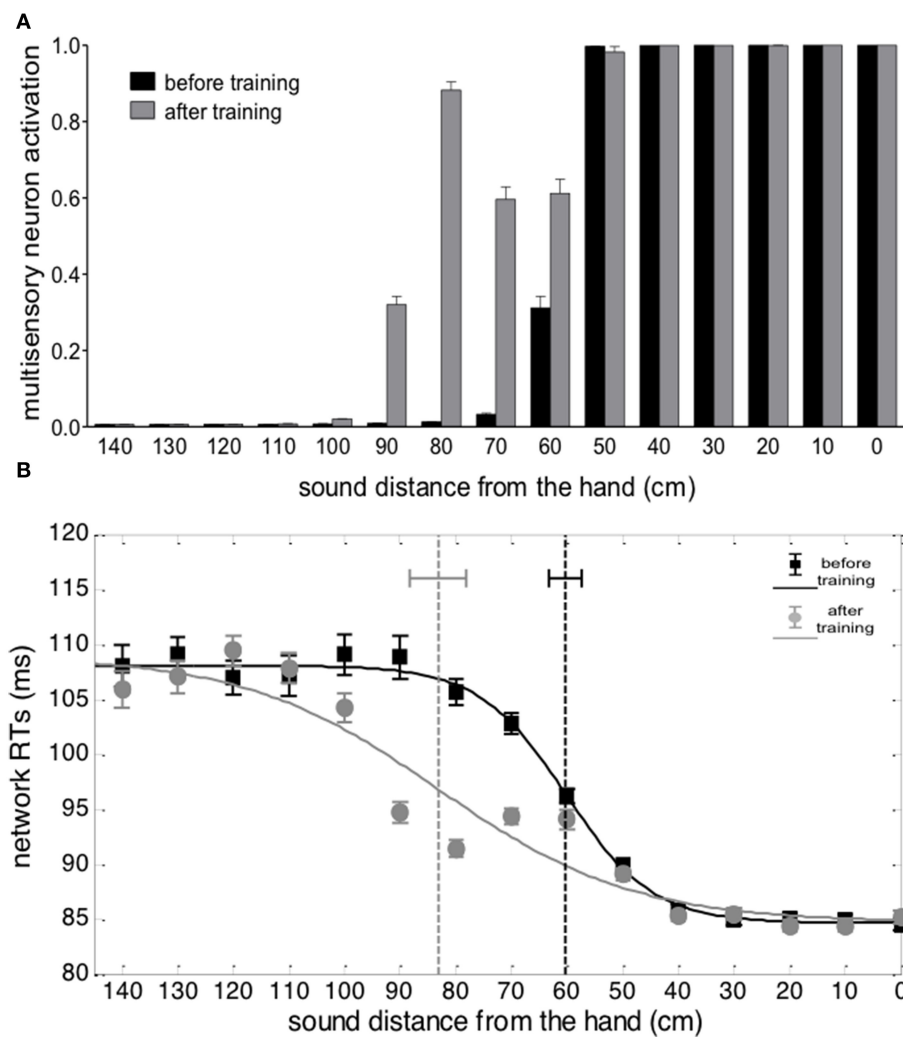 A
multisensory neuron activation
1.0
0.8
0.6
0.4
0.2
0.0
before training
after training
140 130 120 110 100 90 80 70 60 50 40 30 20 10 0
sound distance from the hand (cm)
B
network RTs (ms)
120
115
110
105
100
95
90
85
80
before
training
after
training
140 130 120 110 100 90 80 70 60 50 40 30 20 10 0
sound distance from the hand (cm)